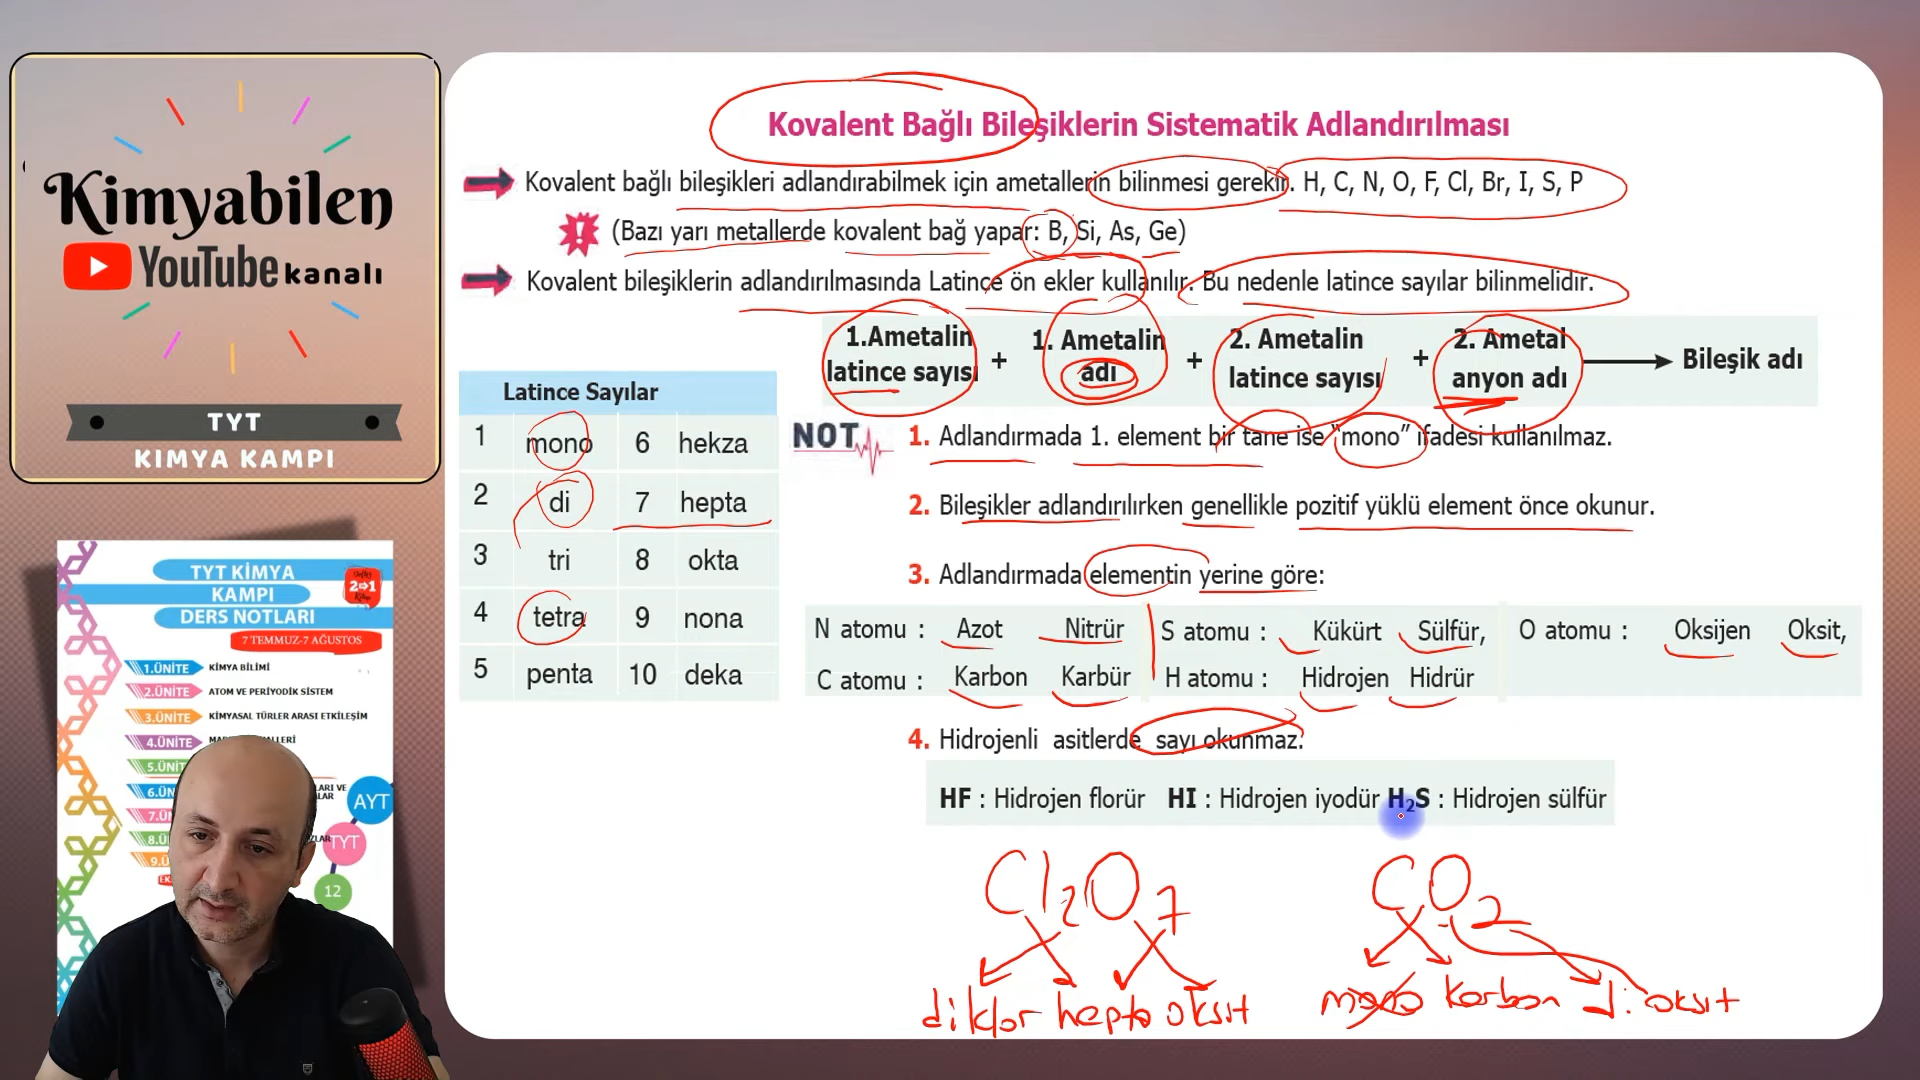 Kimyabilen
YouTube kanalı
TYT
KIMYA KAMPI
TYT KİMYA
KAMPI
DERS NOTLARI
2⇒1
7 TEMMUZ-7 AĞUSTOS
1.ÜNİTE KİMYA BİLİMİ
2.ÜNİTE ATOM VE PERİYODİK SİSTEM
3.ÜNİTE KİMYASAL TÜRLER ARASI ETKİLEŞİM
4.ÜNİTE
5.ÜNİT
6.ÜN
7.Ü
8.Ü
9.Ü
AYT
TYT
12
Kovalent Bağlı Bileşiklerin Sistematik Adlandırılması
Kovalent bağlı bileşikleri adlandırabilmek için ametallerin bilinmesi gerekir. H, C, N, O, F, Cl, Br, I, S, P
(Bazı yarı metallerde kovalent bağ yapar: B, Si, As, Ge)
Kovalent bileşiklerin adlandırılmasında Latince ön ekler kullanılır. Bu nedenle latince sayılar bilinmelidir.
1.Ametalin latince sayısı + 1. Ametalin adı + 2. Ametalin latince sayısı + 2. Ametal anyon adı → Bileşik adı
Latince Sayılar
1 mono 6 hekza
2 di 7 hepta
3 tri 8 okta
4 tetra 9 nona
5 penta 10 deka
NOT
1. Adlandırmada 1. element bir tane ise "mono" ifadesi kullanılmaz.
2. Bileşikler adlandırılırken genellikle pozitif yüklü element önce okunur.
3. Adlandırmada elementin yerine göre:
N atomu : Azot Nitrür S atomu : Kükürt Sülfür, O atomu : Oksijen Oksit,
C atomu : Karbon Karbür H atomu : Hidrojen Hidrür
4. Hidrojenli asitlerde sayı okunmaz.
HF : Hidrojen florür HI : Hidrojen iyodür H₂S : Hidrojen sülfür
Cl₂O₇ CO₂
diklor hepta oksit mono karbon di oksit